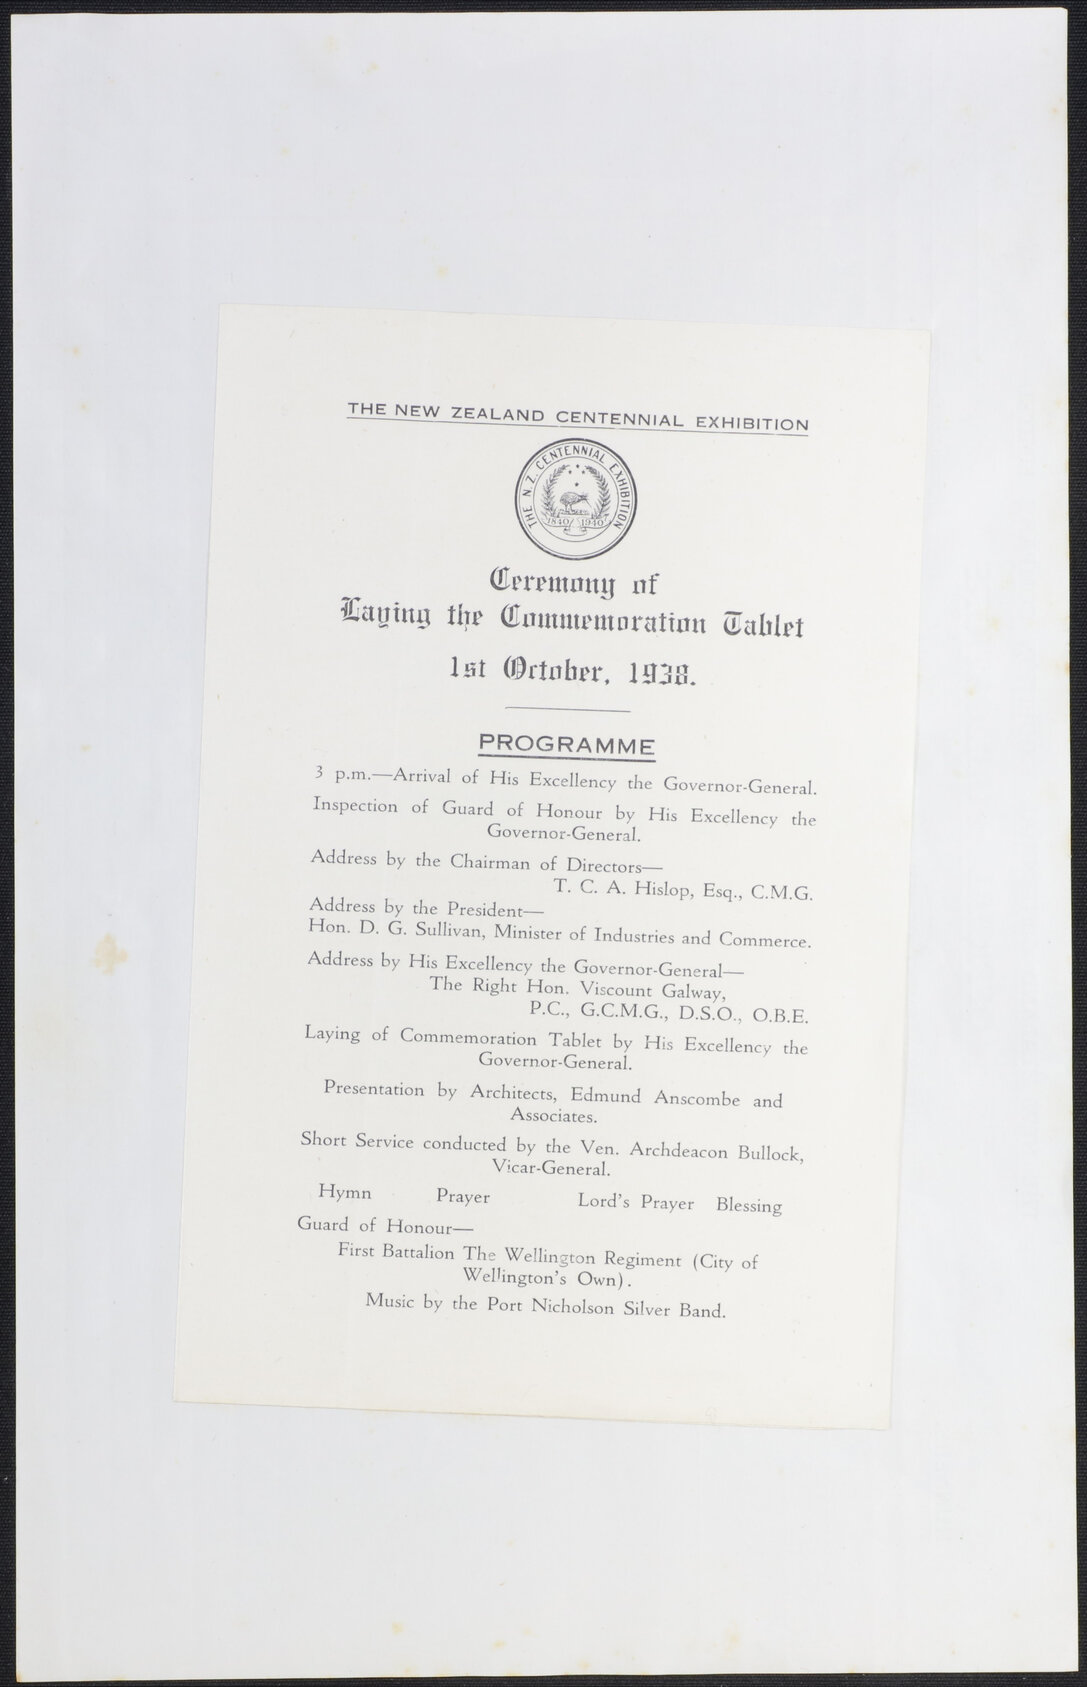 THE NEW ZEALAND CENTENNIAL EXHIBITION
THE N.Z. CENTENNIAL EXHIBITION
1840 1940
Ceremony of
Laying the Commemoration Tablet
1st October, 1938.
PROGRAMME
3 p.m.—Arrival of His Excellency the Governor-General.
Inspection of Guard of Honour by His Excellency the
Governor-General.
Address by the Chairman of Directors—
T. C. A. Hislop, Esq., C.M.G.
Address by the President—
Hon. D. G. Sullivan, Minister of Industries and Commerce.
Address by His Excellency the Governor-General—
The Right Hon. Viscount Galway,
P.C., G.C.M.G., D.S.O., O.B.E.
Laying of Commemoration Tablet by His Excellency the
Governor-General.
Presentation by Architects, Edmund Anscombe and
Associates.
Short Service conducted by the Ven. Archdeacon Bullock,
Vicar-General.
Hymn Prayer Lord's Prayer Blessing
Guard of Honour—
First Battalion The Wellington Regiment (City of
Wellington's Own).
Music by the Port Nicholson Silver Band.